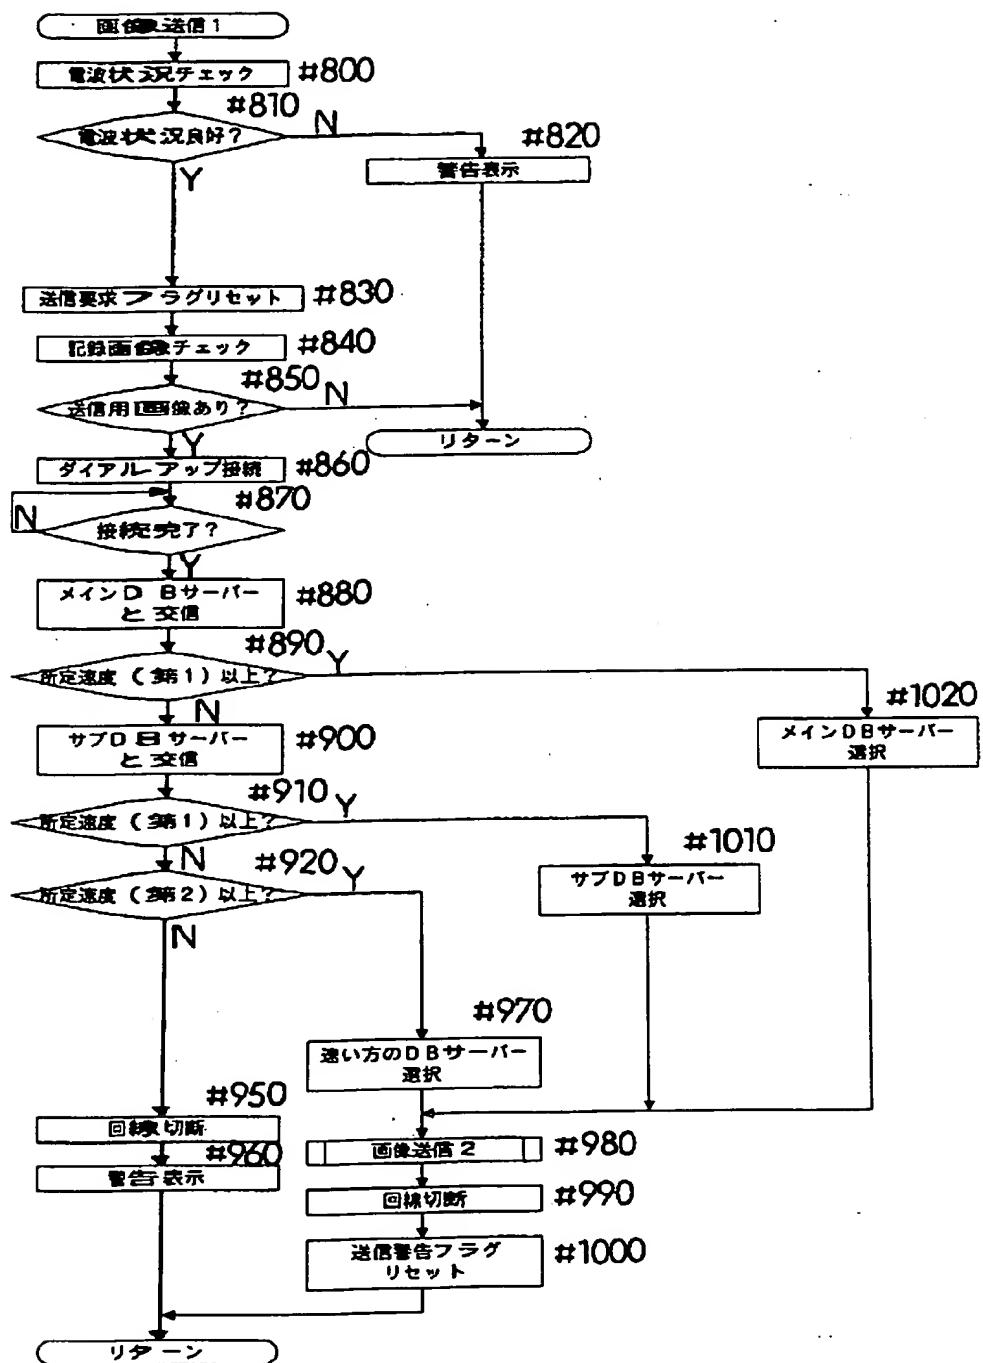 画像送信1
電波状況チェック #800
#810
電波状況良好? N
#820
警告表示
Y
送信要求フラグリセット #830
記録画像チェック #840
#850
送信用画像あり? N
リターン
Y
ダイアルアップ接続 #860
#870
N
接続完了?
Y
メインDBサーバー
と交信
#880
#890
所定速度(第1)以上? Y
#1020
メインDBサーバー
選択
N
サブDBサーバー
と交信
#900
#910
所定速度(第1)以上? Y
#1010
サブDBサーバー
選択
N
#920
所定速度(第2)以上? Y
N
#970
速い方のDBサーバー
選択
#950
回線切断
#960
警告表示
画像送信2 #980
回線切断 #990
送信警告フラグ
リセット
#1000
リターン